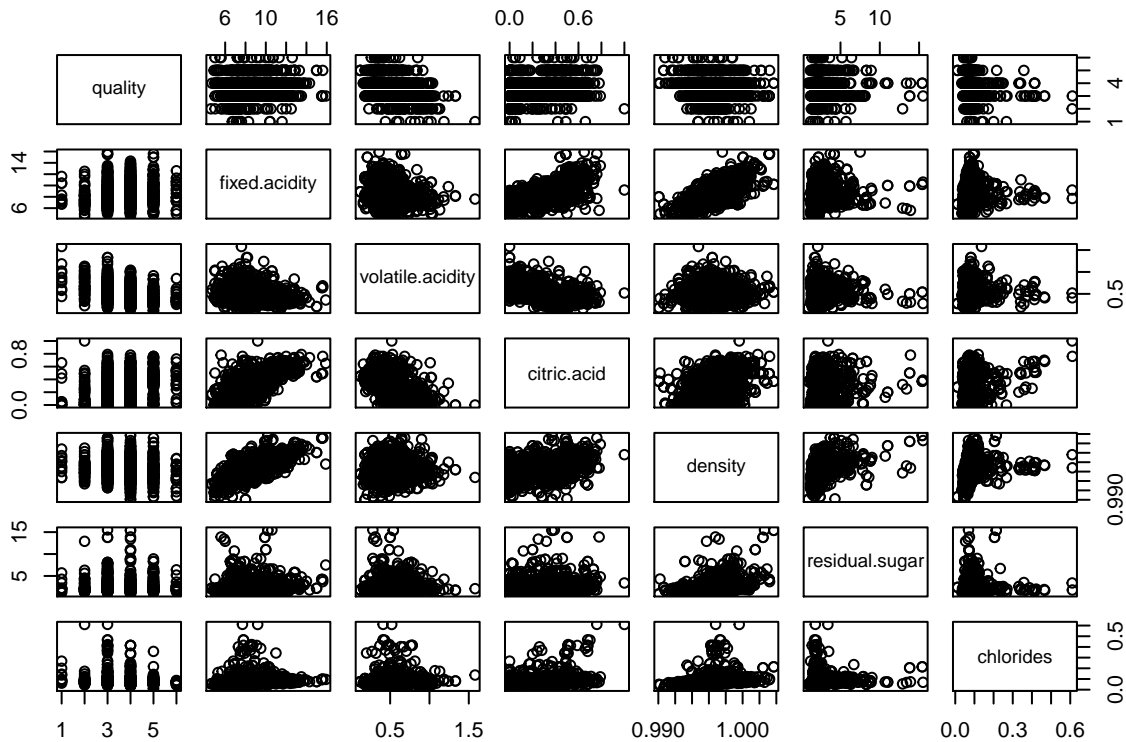 6 10 16
0.0 0.6
5 10
quality
1 4
6 14
fixed.acidity
volatile.acidity
0.5
0.0 0.8
citric.acid
density
0.990
5 15
residual.sugar
chlorides
0.0 0.5
1 3 5
0.5 1.5
0.990 1.000
0.0 0.3 0.6